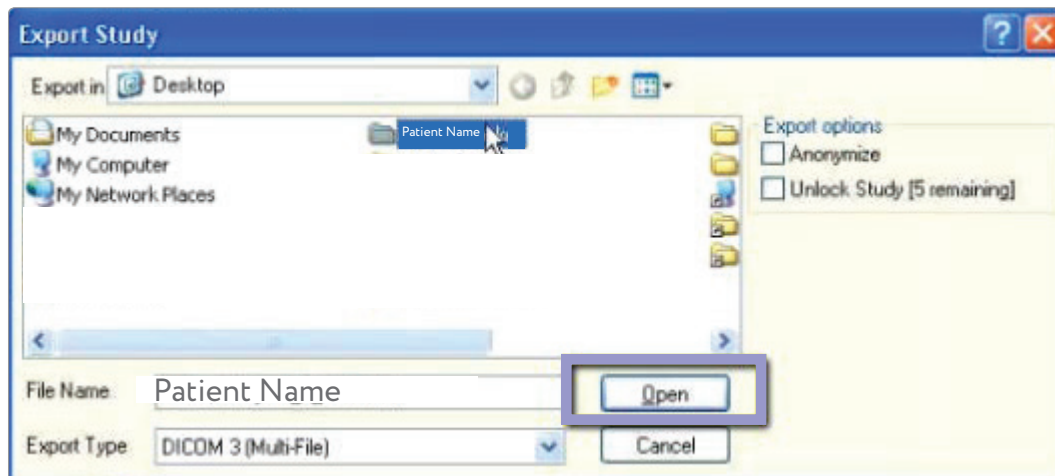 Export Study
Export in Desktop
My Documents
Patient Name
My Computer
My Network Places
Export options
Anonymize
Unlock Study [5 remaining]
File Name Patient Name
Open
Export Type DICOM 3 (Multi-File)
Cancel